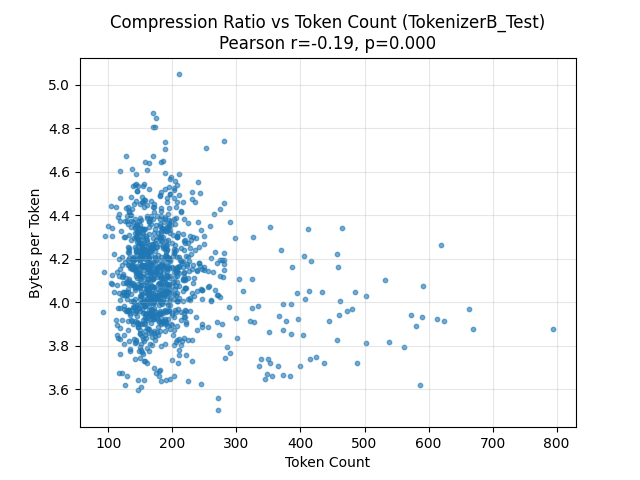 Compression Ratio vs Token Count (TokenizerB_Test)
Pearson r=-0.19, p=0.000
Bytes per Token
5.0
4.8
4.6
4.4
4.2
4.0
3.8
3.6
100 200 300 400 500 600 700 800
Token Count